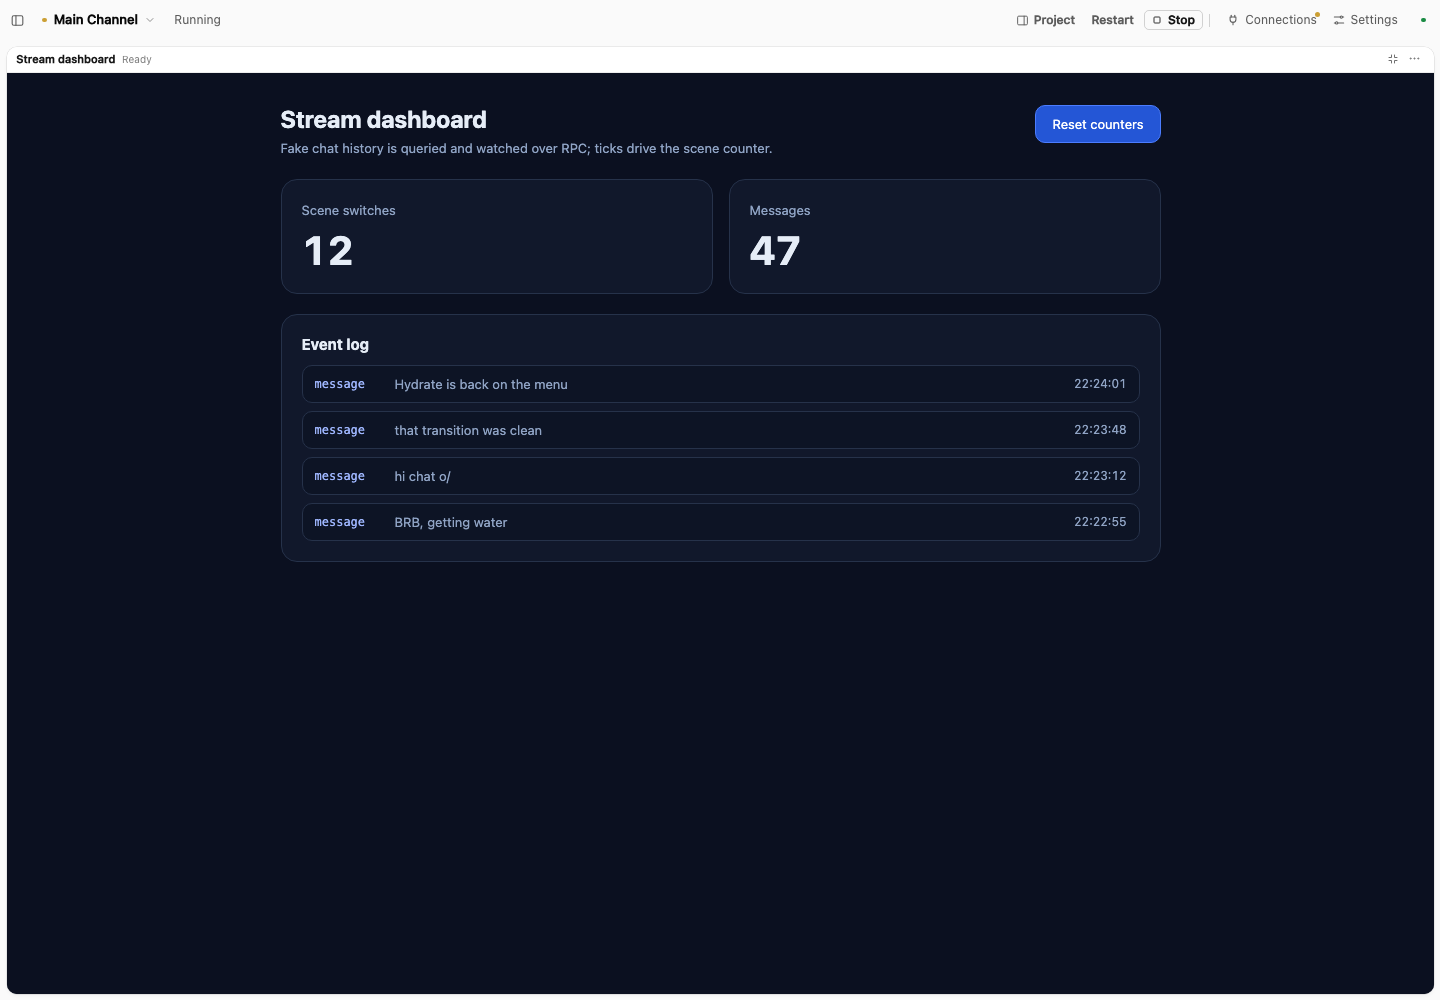 Main Channel Running Project Restart Stop Connections Settings
Stream dashboard Ready
Stream dashboard
Reset counters
Fake chat history is queried and watched over RPC; ticks drive the scene counter.
Scene switches
12
Messages
47
Event log
message Hydrate is back on the menu 22:24:01
message that transition was clean 22:23:48
message hi chat o/ 22:23:12
message BRB, getting water 22:22:55